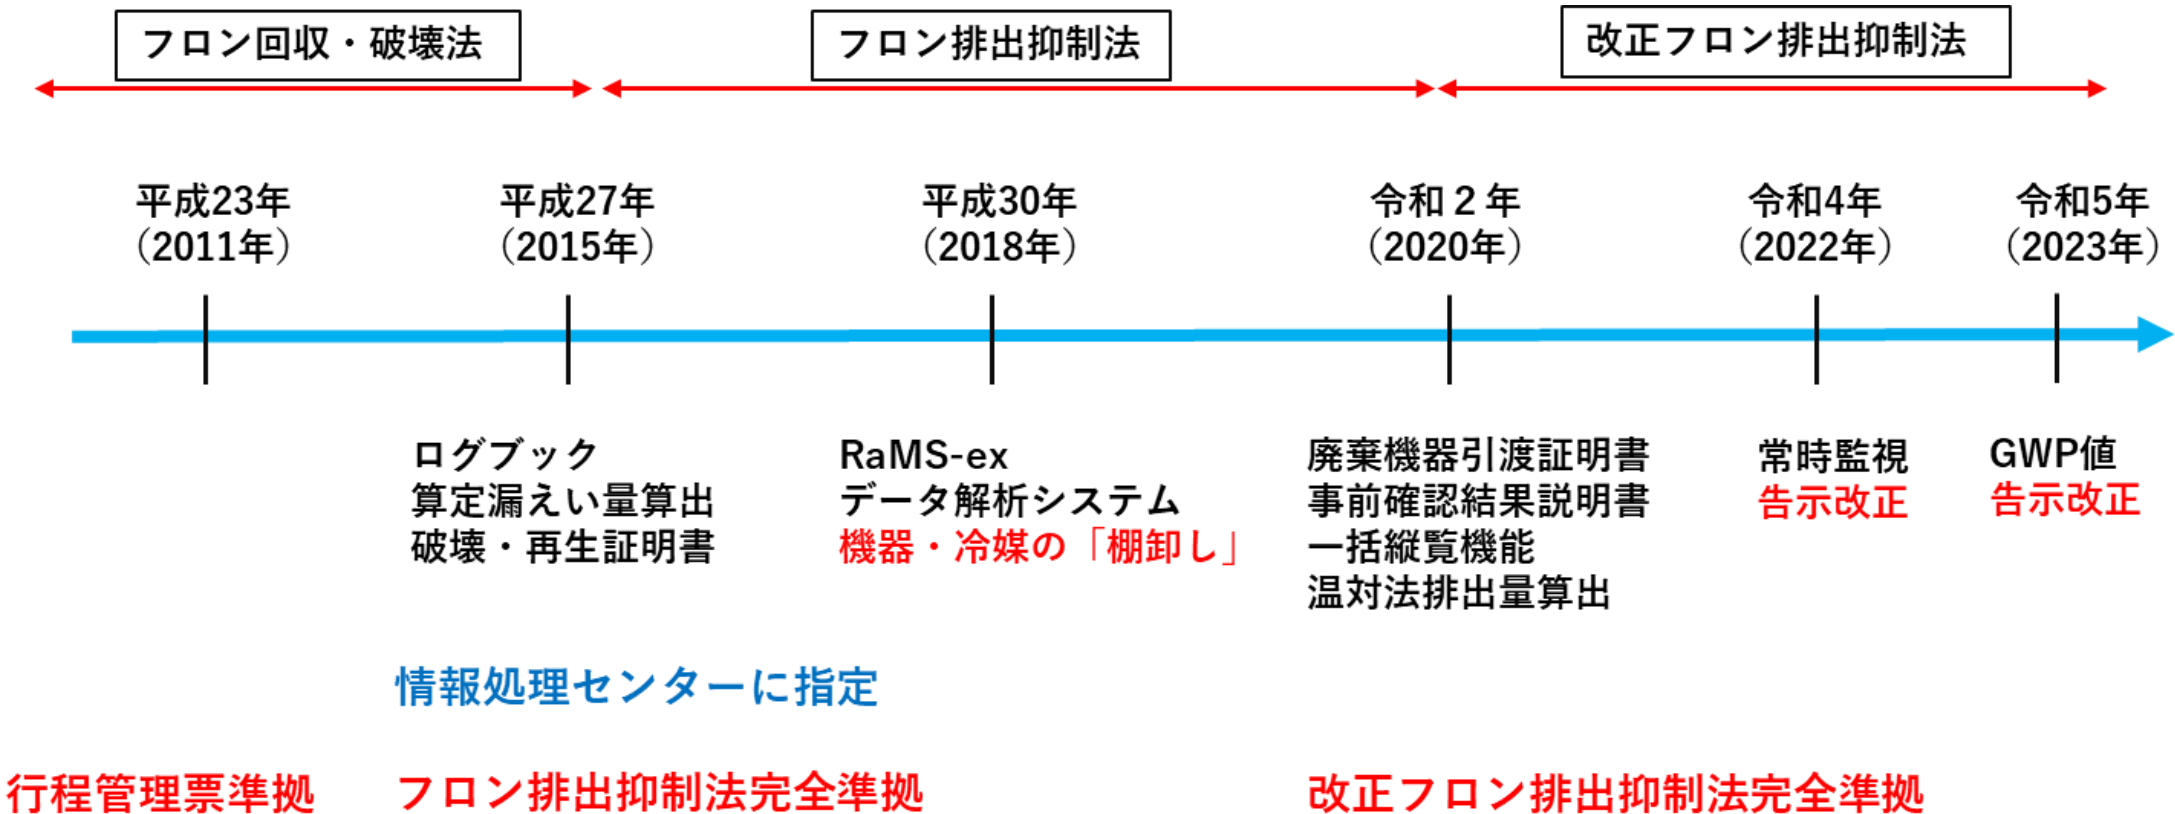 フロン回収・破壊法
フロン排出抑制法
改正フロン排出抑制法
平成23年
（2011年）
平成27年
（2015年）
平成30年
（2018年）
令和２年
（2020年）
令和4年
（2022年）
令和5年
（2023年）
ログブック
算定漏えい量算出
破壊・再生証明書
RaMS-ex
データ解析システム
機器・冷媒の「棚卸し」
廃棄機器引渡証明書
事前確認結果説明書
一括縦覧機能
温対法排出量算出
常時監視
告示改正
GWP値
告示改正
情報処理センターに指定
行程管理票準拠
フロン排出抑制法完全準拠
改正フロン排出抑制法完全準拠